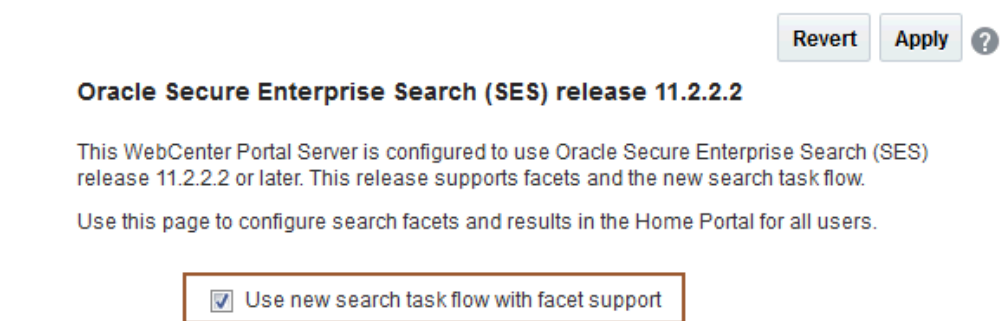 Revert Apply ?
Oracle Secure Enterprise Search (SES) release 11.2.2.2
This WebCenter Portal Server is configured to use Oracle Secure Enterprise Search (SES)
release 11.2.2.2 or later. This release supports facets and the new search task flow.
Use this page to configure search facets and results in the Home Portal for all users.
Use new search task flow with facet support